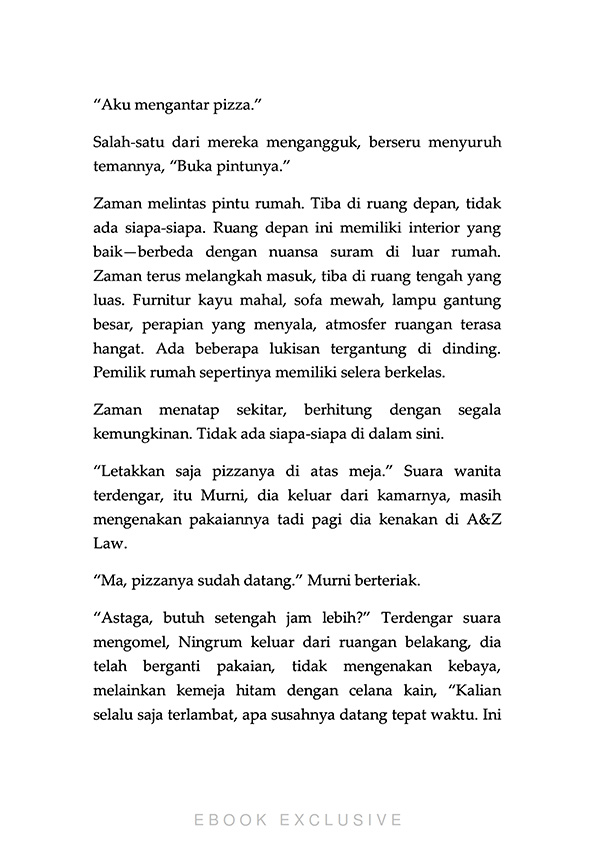 “Aku mengantar pizza.”
Salah-satu dari mereka mengangguk, berseru menyuruh
temannya, “Buka pintunya.”
Zaman melintas pintu rumah. Tiba di ruang depan, tidak
ada siapa-siapa. Ruang depan ini memiliki interior yang
baik—berbeda dengan nuansa suram di luar rumah.
Zaman terus melangkah masuk, tiba di ruang tengah yang
luas. Furnitur kayu mahal, sofa mewah, lampu gantung
besar, perapian yang menyala, atmosfer ruangan terasa
hangat. Ada beberapa lukisan tergantung di dinding.
Pemilik rumah sepertinya memiliki selera berkelas.
Zaman menatap sekitar, berhitung dengan segala
kemungkinan. Tidak ada siapa-siapa di dalam sini.
“Letakkan saja pizzanya di atas meja.” Suara wanita
terdengar, itu Murni, dia keluar dari kamarnya, masih
mengenakan pakaiannya tadi pagi dia kenakan di A&Z
Law.
“Ma, pizzanya sudah datang.” Murni berteriak.
“Astaga, butuh setengah jam lebih?” Terdengar suara
mengomel, Ningrum keluar dari ruangan belakang, dia
telah berganti pakaian, tidak mengenakan kebaya,
melainkan kemeja hitam dengan celana kain, “Kalian
selalu saja terlambat, apa susahnya datang tepat waktu. Ini
EBOOK EXCLUSIVE